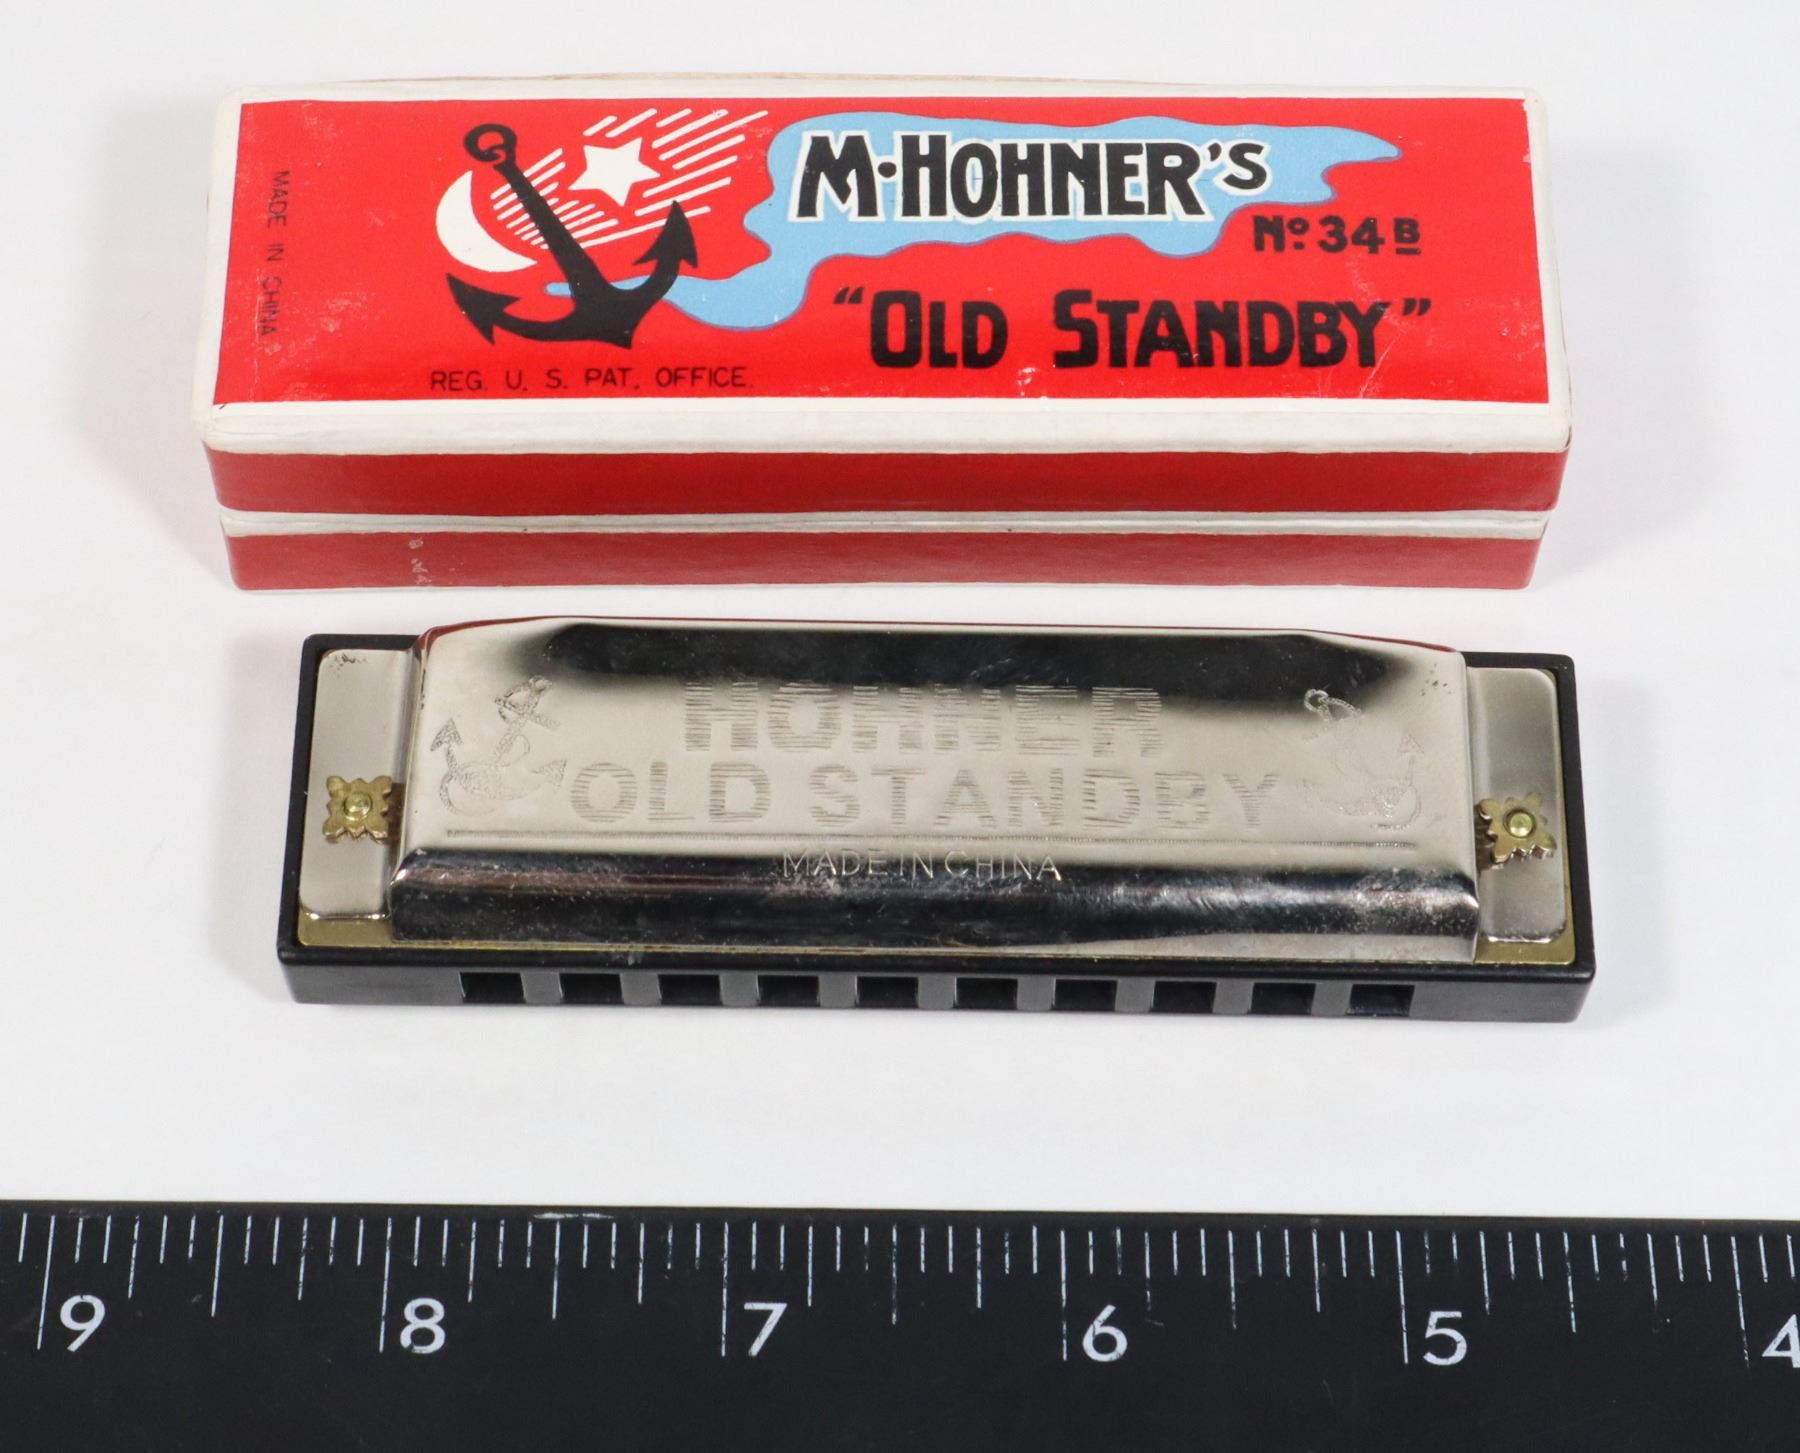 MADE IN CHINA
M·HOHNER'S
Nº 34B
"OLD STANDBY"
REG. U. S. PAT. OFFICE.
HOHNER
OLD STANDBY
MADE IN CHINA
9 8 7 6 5 4